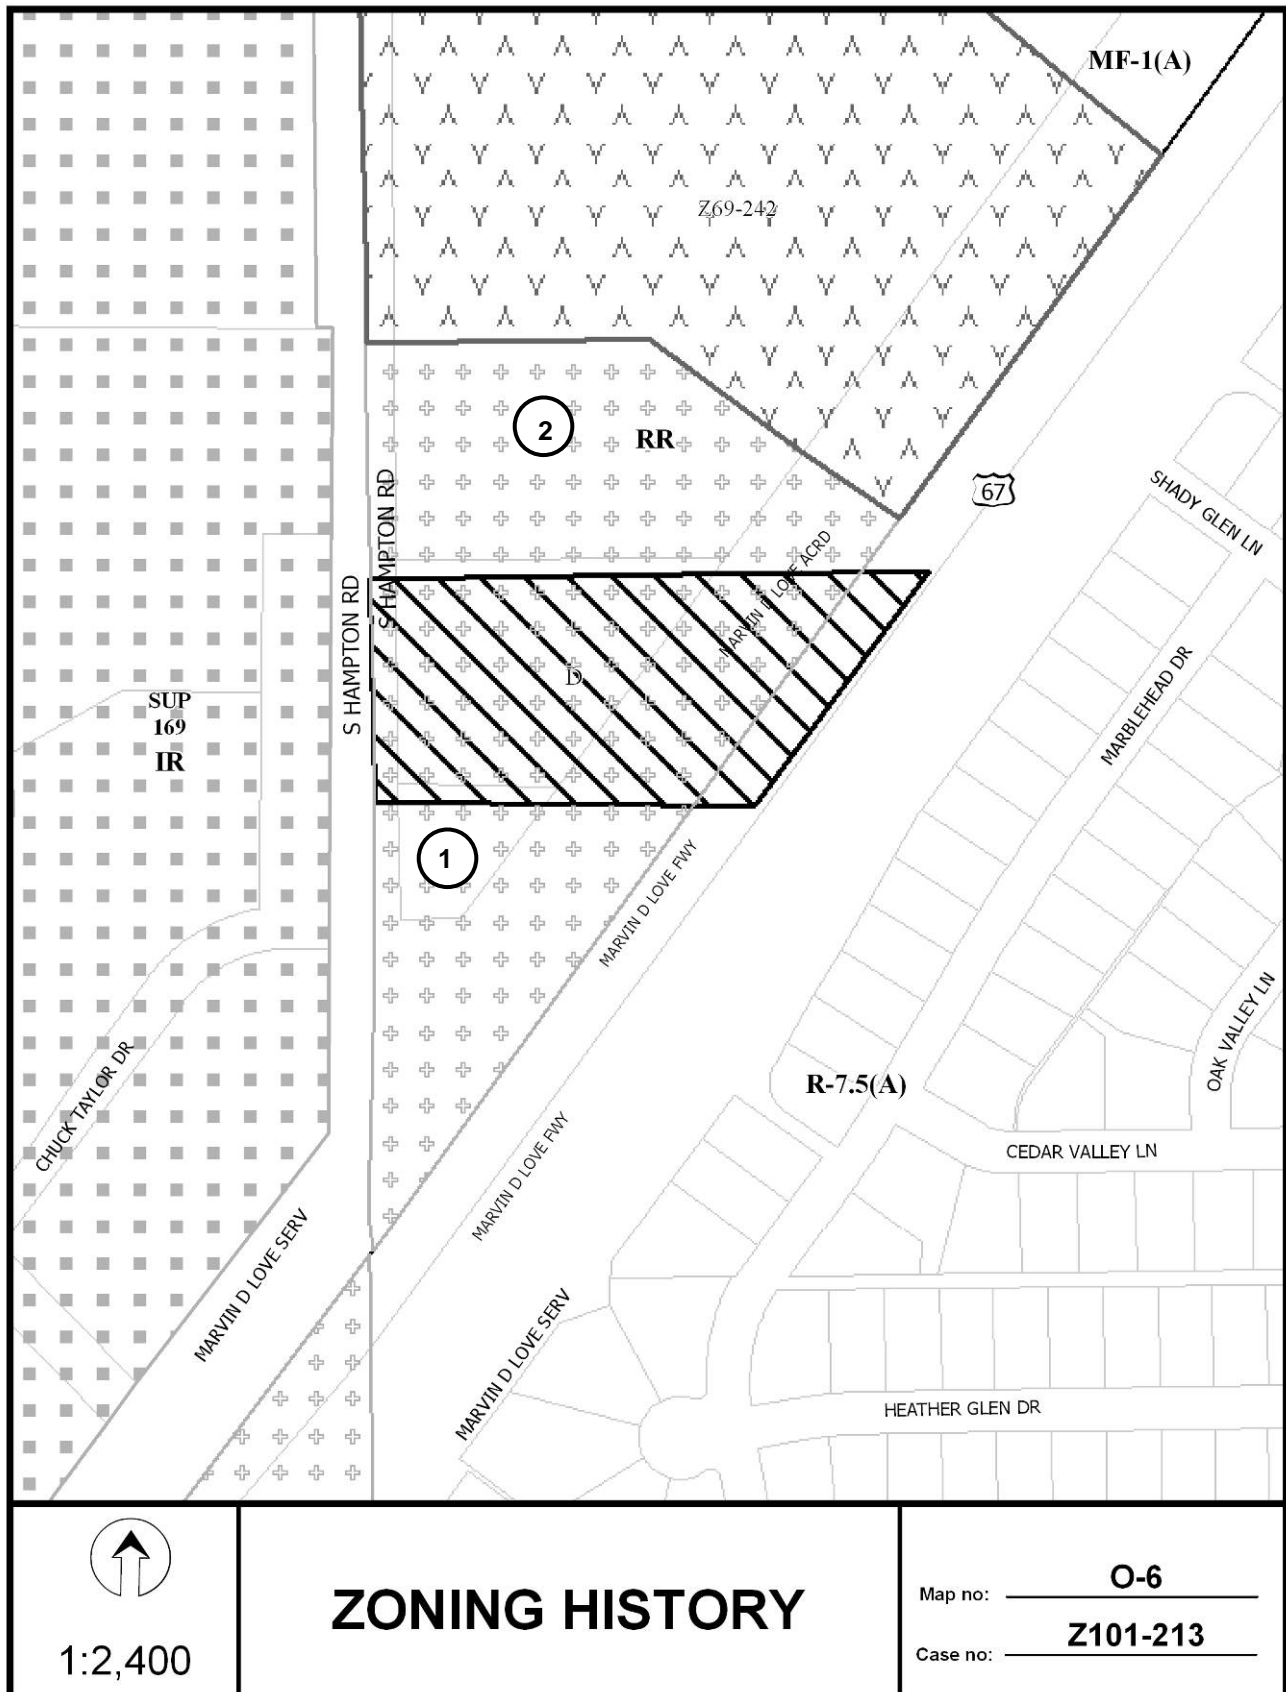 MF-1(A)
Z69-242
2
RR
67
SHADY GLEN LN
S HAMPTON RD
MARVIN D LOVE ACRD
S HAMPTON RD
MARBLEHEAD DR
D
SUP
169
IR
1
MARVIN D LOVE FWY
OAK VALLEY LN
R-7.5(A)
CHUCK TAYLOR DR
CEDAR VALLEY LN
MARVIN D LOVE FWY
MARVIN D LOVE SERV
MARVIN D LOVE SERV
HEATHER GLEN DR
1:2,400
ZONING HISTORY
Map no: O-6
Case no: Z101-213